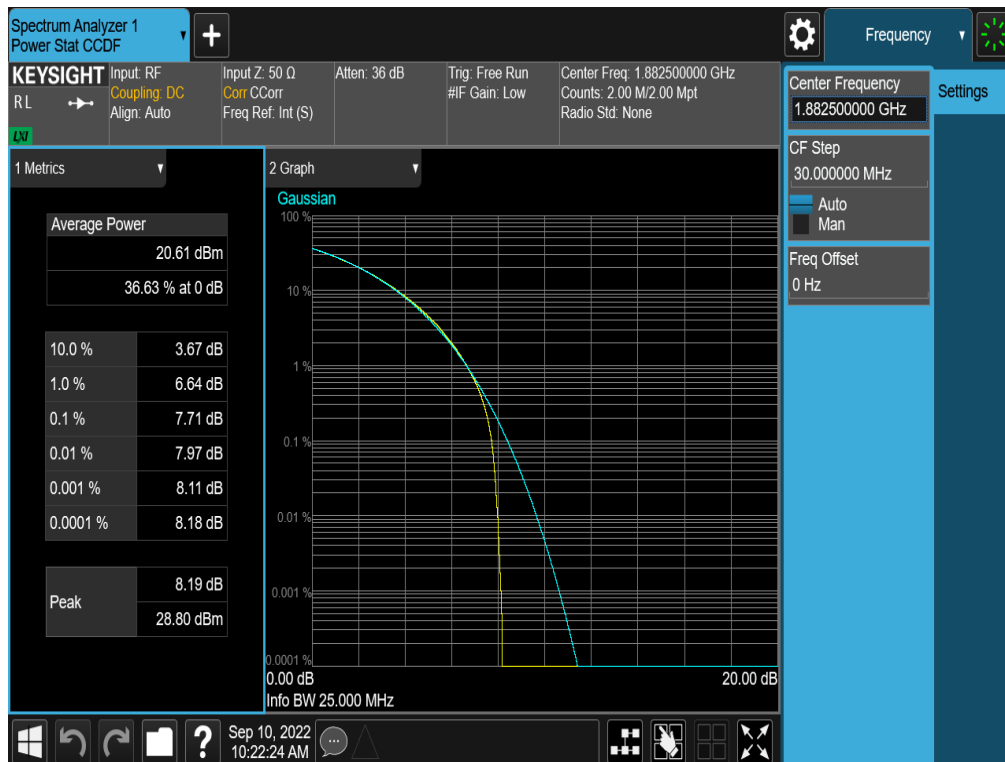 Spectrum Analyzer 1
Power Stat CCDF
Frequency
KEYSIGHT
RL
LXI
Input: RF
Coupling: DC
Align: Auto
Input Z: 50 Ω
Corr CCorr
Freq Ref: Int (S)
Atten: 36 dB
Trig: Free Run
#IF Gain: Low
Center Freq: 1.882500000 GHz
Counts: 2.00 M/2.00 Mpt
Radio Std: None
Center Frequency
1.882500000 GHz
Settings
CF Step
30.000000 MHz
Auto
Man
Freq Offset
0 Hz
1 Metrics
Average Power
20.61 dBm
36.63 % at 0 dB
10.0 % 3.67 dB
1.0 % 6.64 dB
0.1 % 7.71 dB
0.01 % 7.97 dB
0.001 % 8.11 dB
0.0001 % 8.18 dB
Peak
8.19 dB
28.80 dBm
2 Graph
Gaussian
100 %
10 %
1 %
0.1 %
0.01 %
0.001 %
0.0001 %
0.00 dB 20.00 dB
Info BW 25.000 MHz
Sep 10, 2022
10:22:24 AM